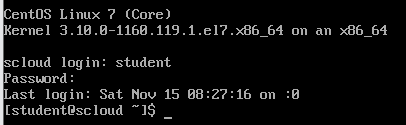 CentOS Linux 7 (Core)
Kernel 3.10.0-1160.119.1.el7.x86_64 on an x86_64
scloud login: student
Password:
Last login: Sat Nov 15 08:27:16 on :0
[student@scloud ~]$ _